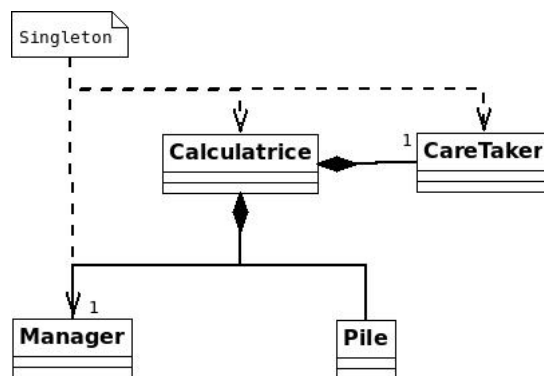 Singleton
Calculatrice
1
CareTaker
1
Manager
Pile